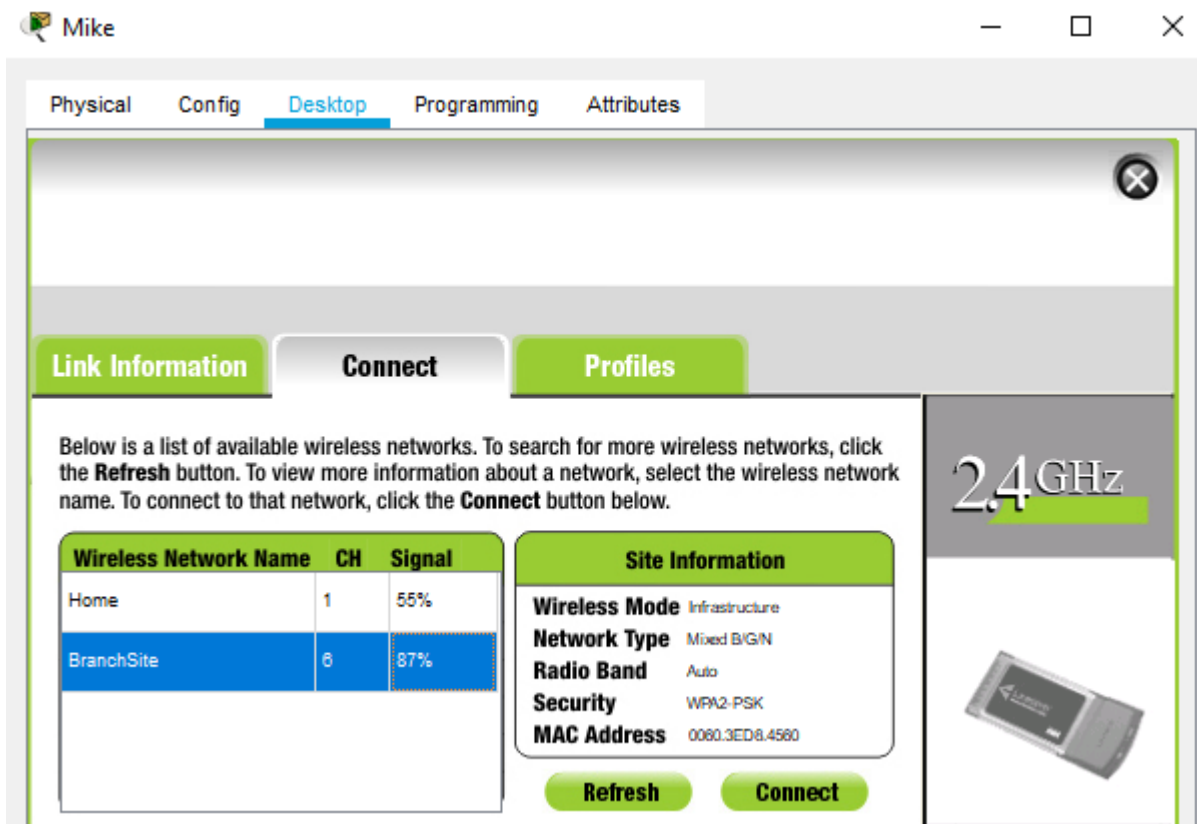 Mike
Physical Config Desktop Programming Attributes
Link Information Connect Profiles
Below is a list of available wireless networks. To search for more wireless networks, click
the Refresh button. To view more information about a network, select the wireless network
name. To connect to that network, click the Connect button below.
2.4 GHz
Wireless Network Name CH Signal
Home 1 55%
BranchSite 6 87%
Site Information
Wireless Mode Infrastructure
Network Type Mixed B/G/N
Radio Band Auto
Security WPA2-PSK
MAC Address 0060.3ED8.4560
Refresh Connect